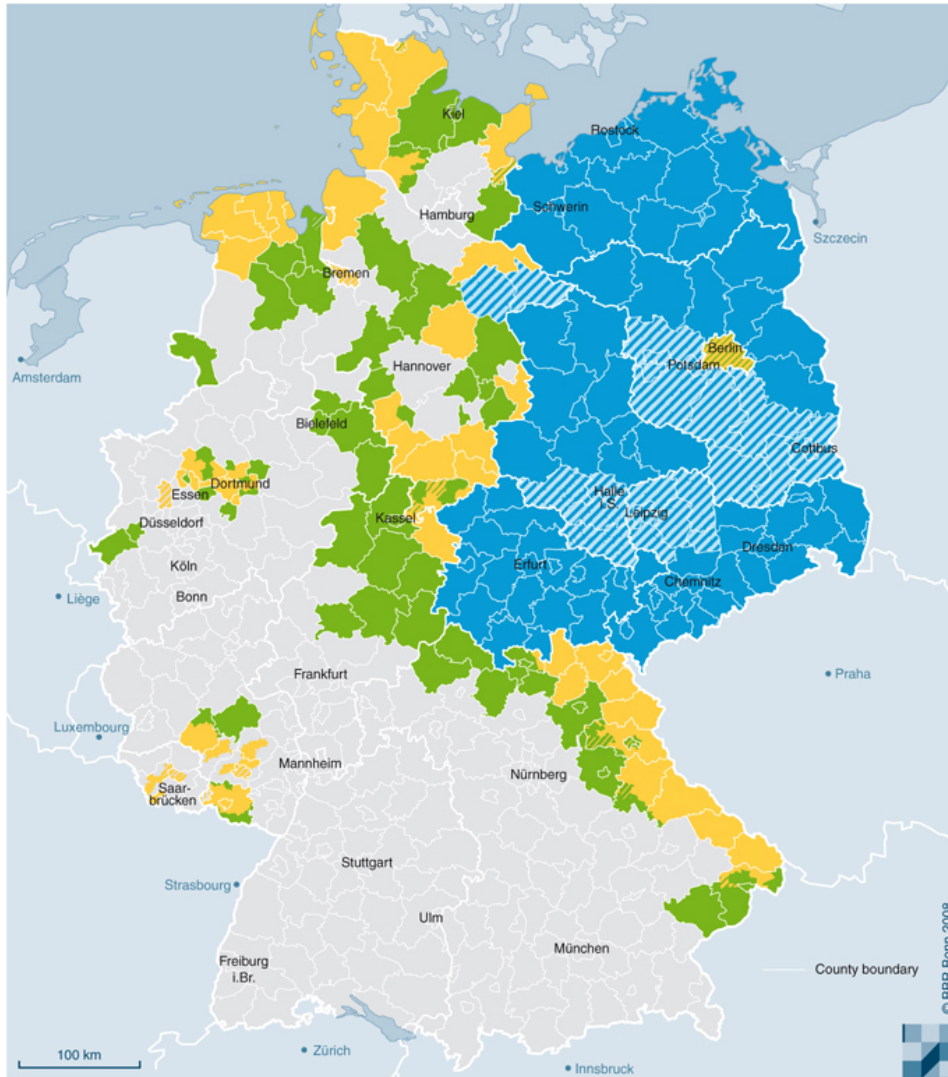 Kiel
Rostock
Hamburg
Schwerin
Szczecin
Bremen
Berlin
Potsdam
Hannover
Amsterdam
Bielefeld
Cottbus
Dortmund
Essen
Halle
i.S.
Leipzig
Düsseldorf
Kassel
Dresden
Köln
Erfurt
Chemnitz
Bonn
Liège
Frankfurt
Praha
Luxembourg
Mannheim
Nürnberg
Saar-
brücken
Stuttgart
Strasbourg
Ulm
München
Freiburg
i.Br.
County boundary
© BBR Bonn 2008
100 km
Zürich
Innsbruck